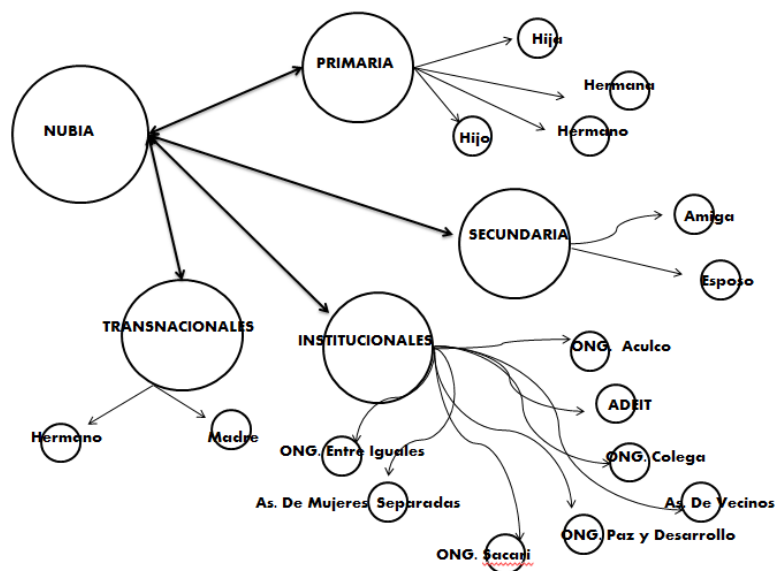 PRIMARIA
Hija
Hermana
Hermano
Hijo
NUBIA
SECUNDARIA
Amiga
Esposo
TRANSNACIONALES
Hermano
Madre
INSTITUCIONALES
ONG. Aculco
ADEIT
ONG. Colega
As. De Vecinos
ONG. Paz y Desarrollo
ONG. Sacari
As. De Mujeres Separadas
ONG. Entre Iguales